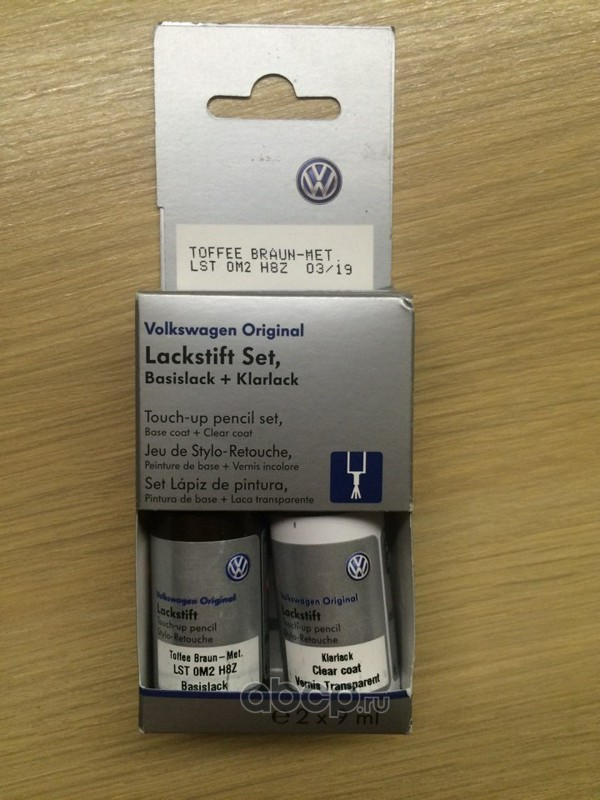 TOFFEE BRAUN-MET.
LST 0M2 H8Z 03/19
Volkswagen Original
Lackstift Set,
Basislack + Klarlack
Touch-up pencil set,
Base coat + Clear coat
Jeu de Stylo-Retouche,
Peinture de base + Vernis incolore
Set Lápiz de pintura,
Pintura de base + Laca transparente
Volkswagen Original
Lackstift
Touch-up pencil
Stylo-Retouche
Toffee Braun-Met.
LST 0M2 H8Z
Basislack
Volkswagen Original
Lackstift
Touch-up pencil
Stylo-Retouche
Klarlack
Clear coat
Vernis Transparent
abcp.ru
e 2 x 9 ml